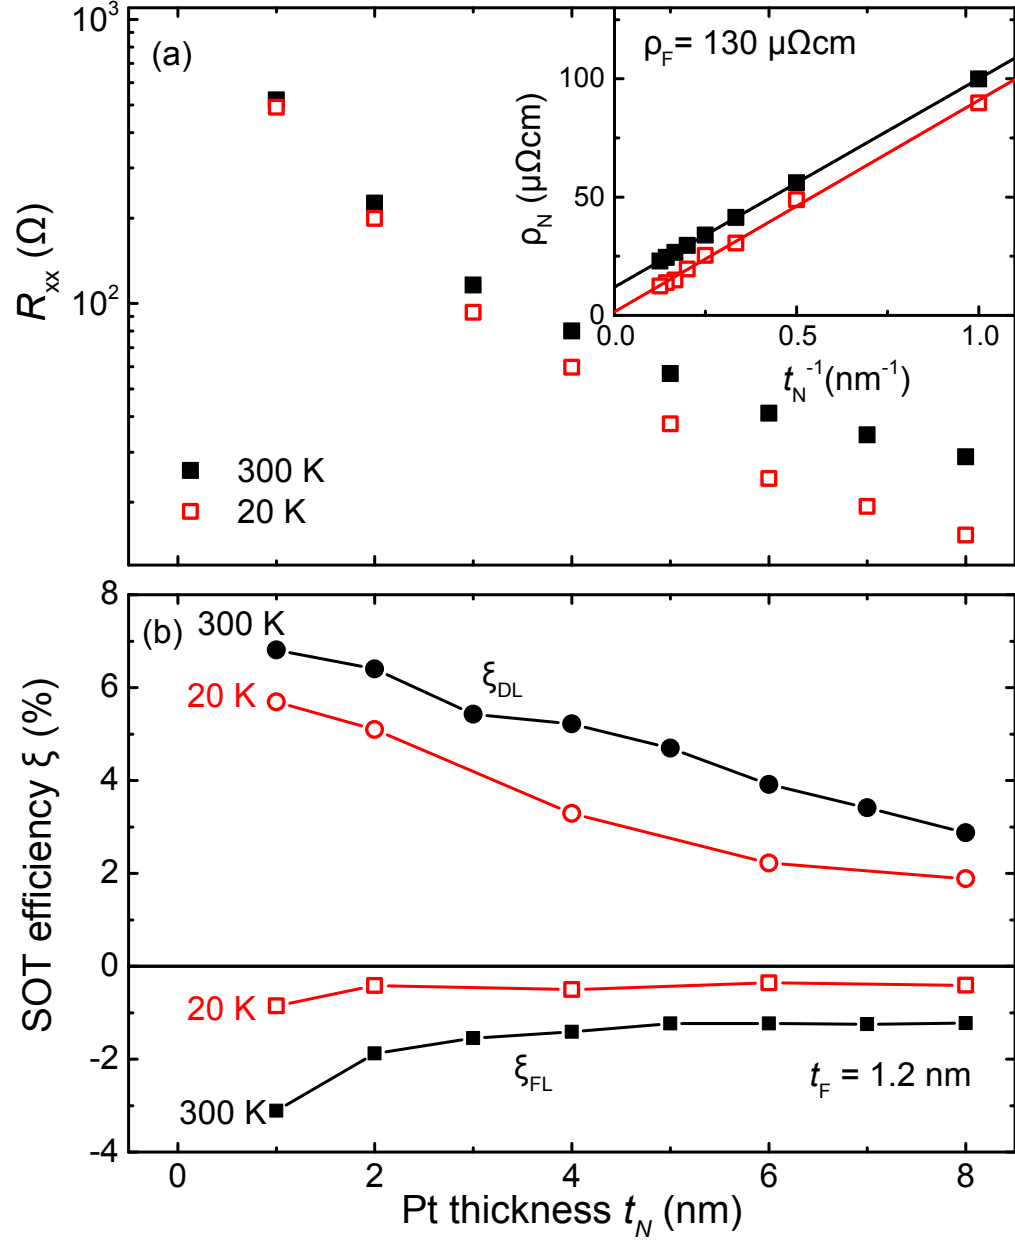 (a)
ρF = 130 μΩcm
10³
10²
Rxx (Ω)
100
50
0
ρN (μΩcm)
0.0 0.5 1.0
tN⁻¹(nm⁻¹)
300 K
20 K
(b)
8
6
4
2
0
-2
-4
SOT efficiency ξ (%)
300 K
20 K
ξDL
20 K
300 K
ξFL
tF = 1.2 nm
0 2 4 6 8
Pt thickness tN (nm)